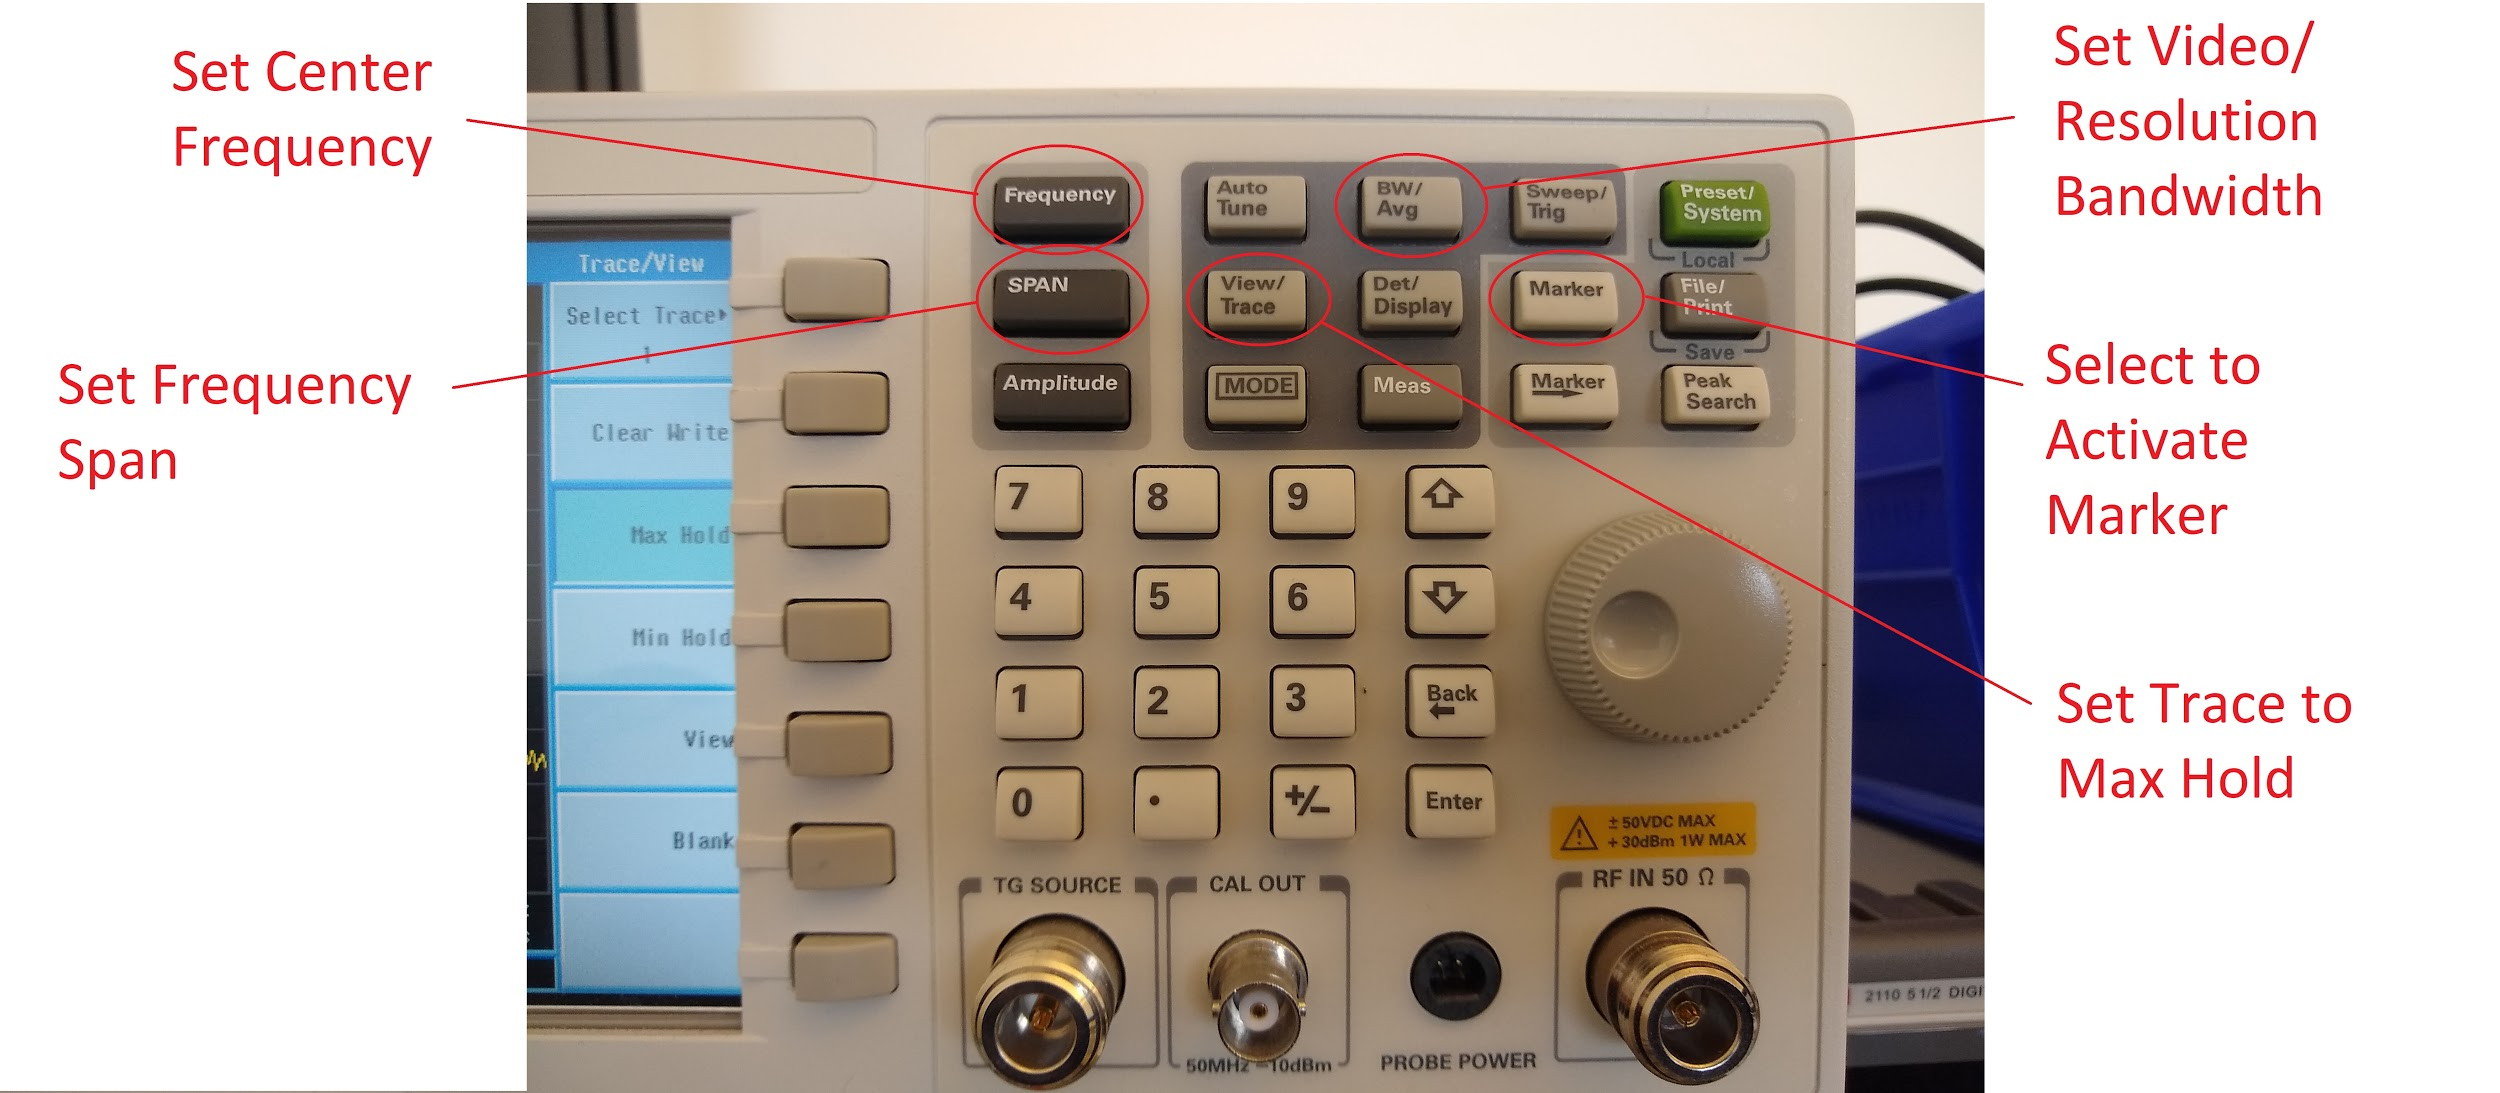 Set Center
Frequency
Set Frequency
Span
Trace/View
Select Trace
1
Clear Write
Max Hold
Min Hold
View
Blank
Frequency
SPAN
Amplitude
Auto
Tune
BW/
Avg
Sweep/
Trig
Preset/
System
Local
View/
Trace
Det/
Display
Marker
File/
Print
Save
MODE
Meas
Marker
Peak
Search
7
8
9
4
5
6
1
2
3
Back
0
.
+/-
Enter
± 50VDC MAX
+ 30dBm 1W MAX
TG SOURCE
CAL OUT
50MHz -10dBm
PROBE POWER
RF IN 50 Ω
2110 5 1/2 DIGI
Set Video/
Resolution
Bandwidth
Select to
Activate
Marker
Set Trace to
Max Hold